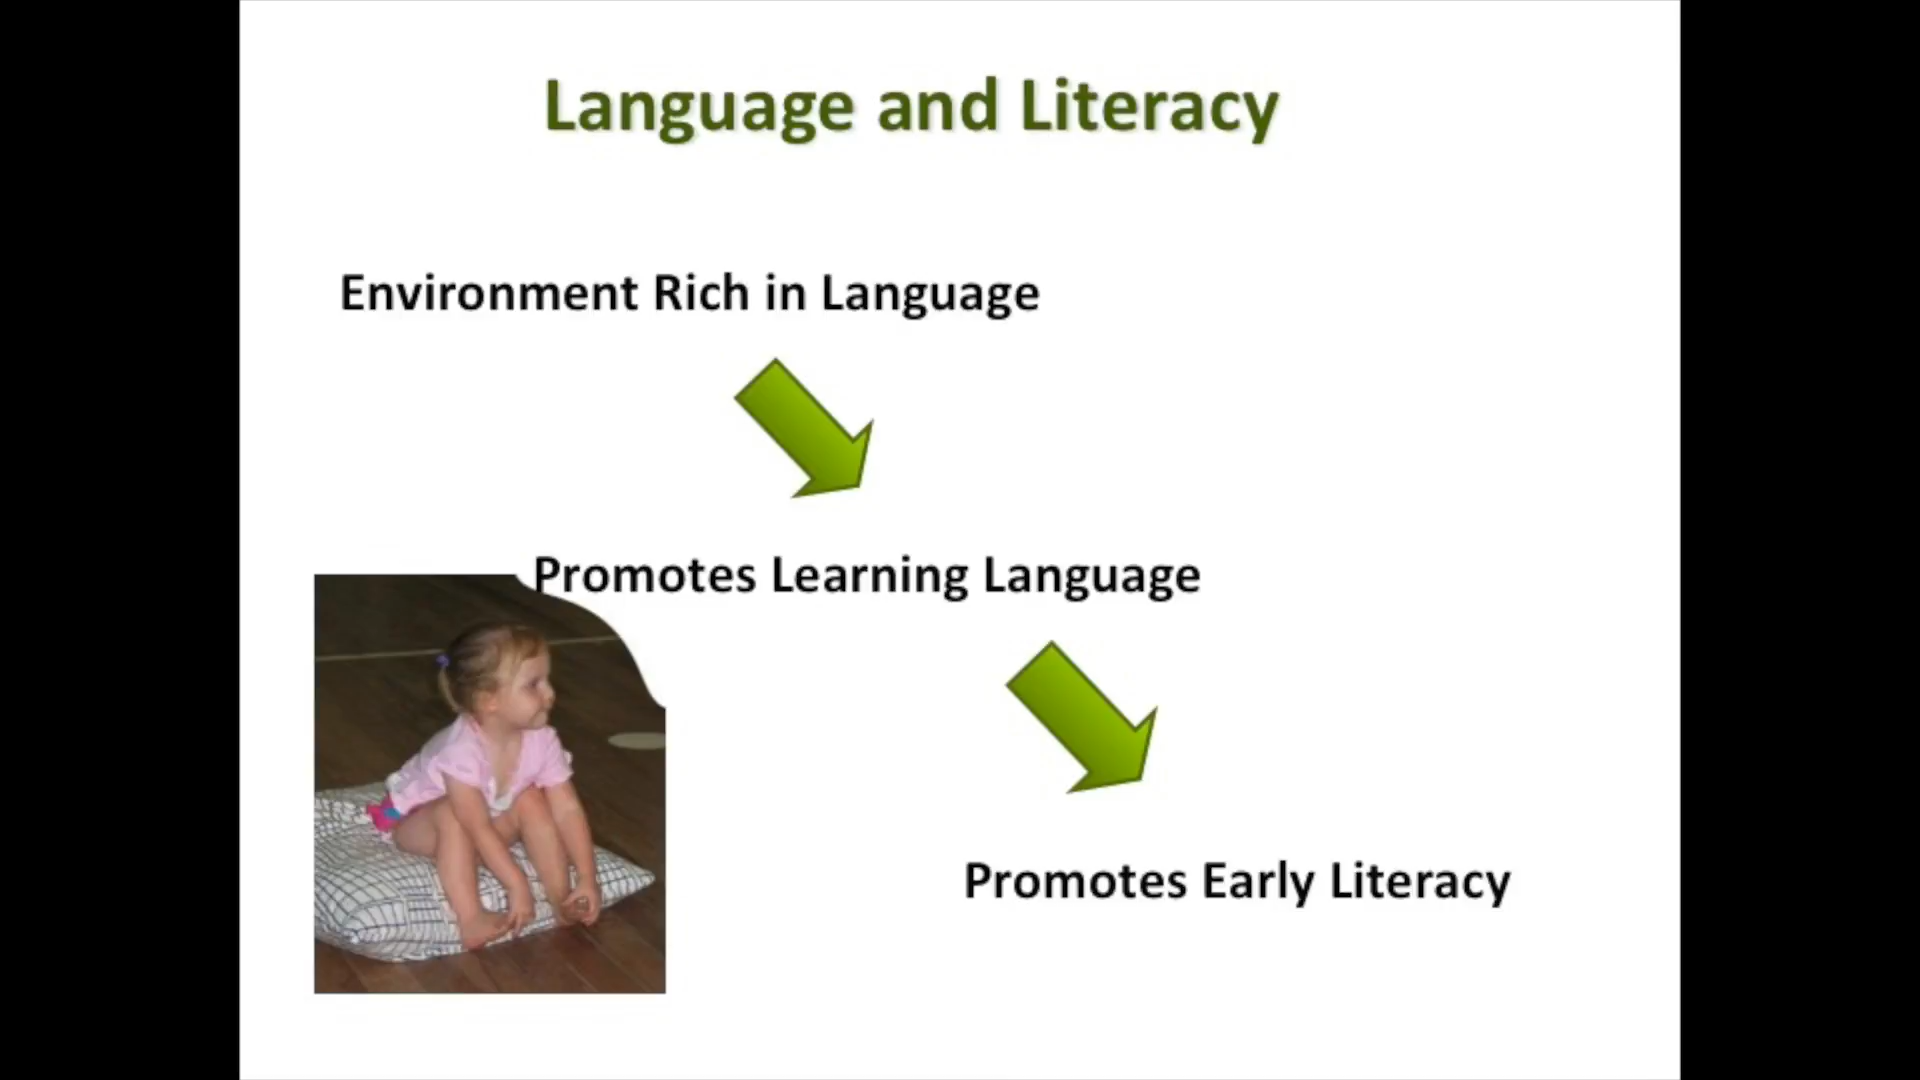 Language and Literacy
Environment Rich in Language
Promotes Learning Language
Promotes Early Literacy